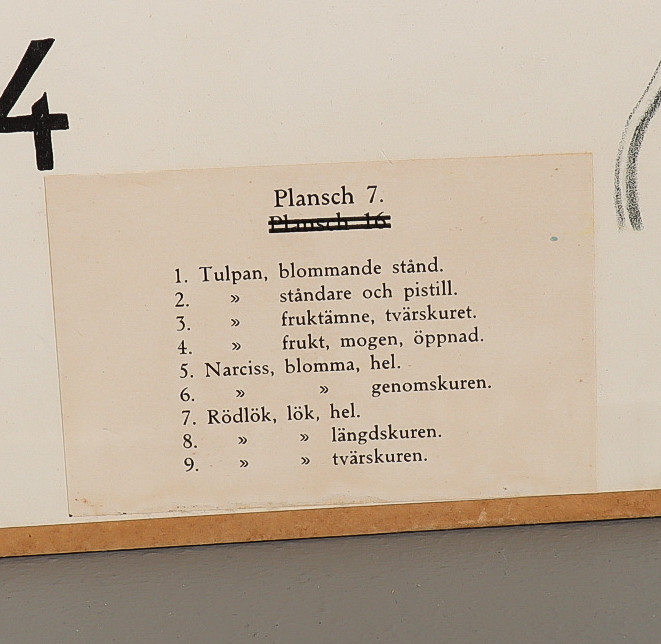 4
Plansch 7.
Plansch 16
1. Tulpan, blommande stånd.
2. » ståndare och pistill.
3. » fruktämne, tvärskuret.
4. » frukt, mogen, öppnad.
5. Narciss, blomma, hel.
6. » » genomskuren.
7. Rödlök, lök, hel.
8. » » längdskuren.
9. » » tvärskuren.